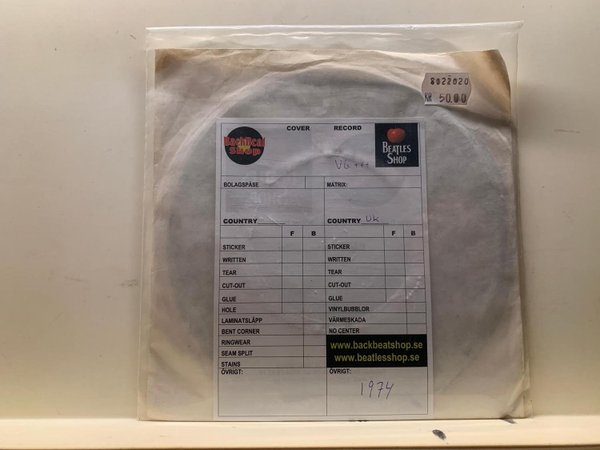 8022020
KR 50.00
COVER RECORD
BackBeat
SHOP
BEATLES
SHOP
VG+++
BOLAGSPÅSE MATRIX:
COUNTRY COUNTRY UK
F B F B
STICKER STICKER
WRITTEN WRITTEN
TEAR TEAR
CUT-OUT CUT-OUT
GLUE GLUE
HOLE VINYLBUBBLOR
LAMINATSLÄPP VÄRMESKADA
BENT CORNER NO CENTER
RINGWEAR
SEAM SPLIT
STAINS
www.backbeatshop.se
www.beatlesshop.se
ÖVRIGT: ÖVRIGT:
1974